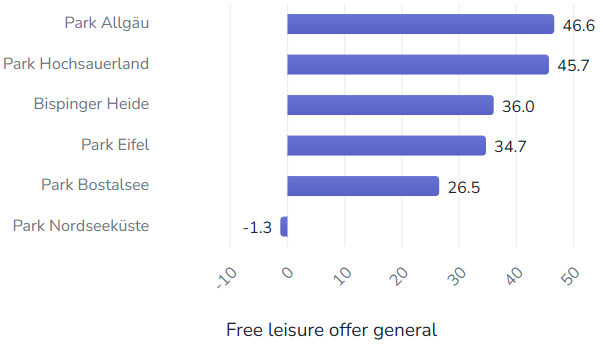 Park Allgäu 46.6
Park Hochsauerland 45.7
Bispinger Heide 36.0
Park Eifel 34.7
Park Bostalsee 26.5
Park Nordseeküste -1.3
-10 0 10 20 30 40 50
Free leisure offer general